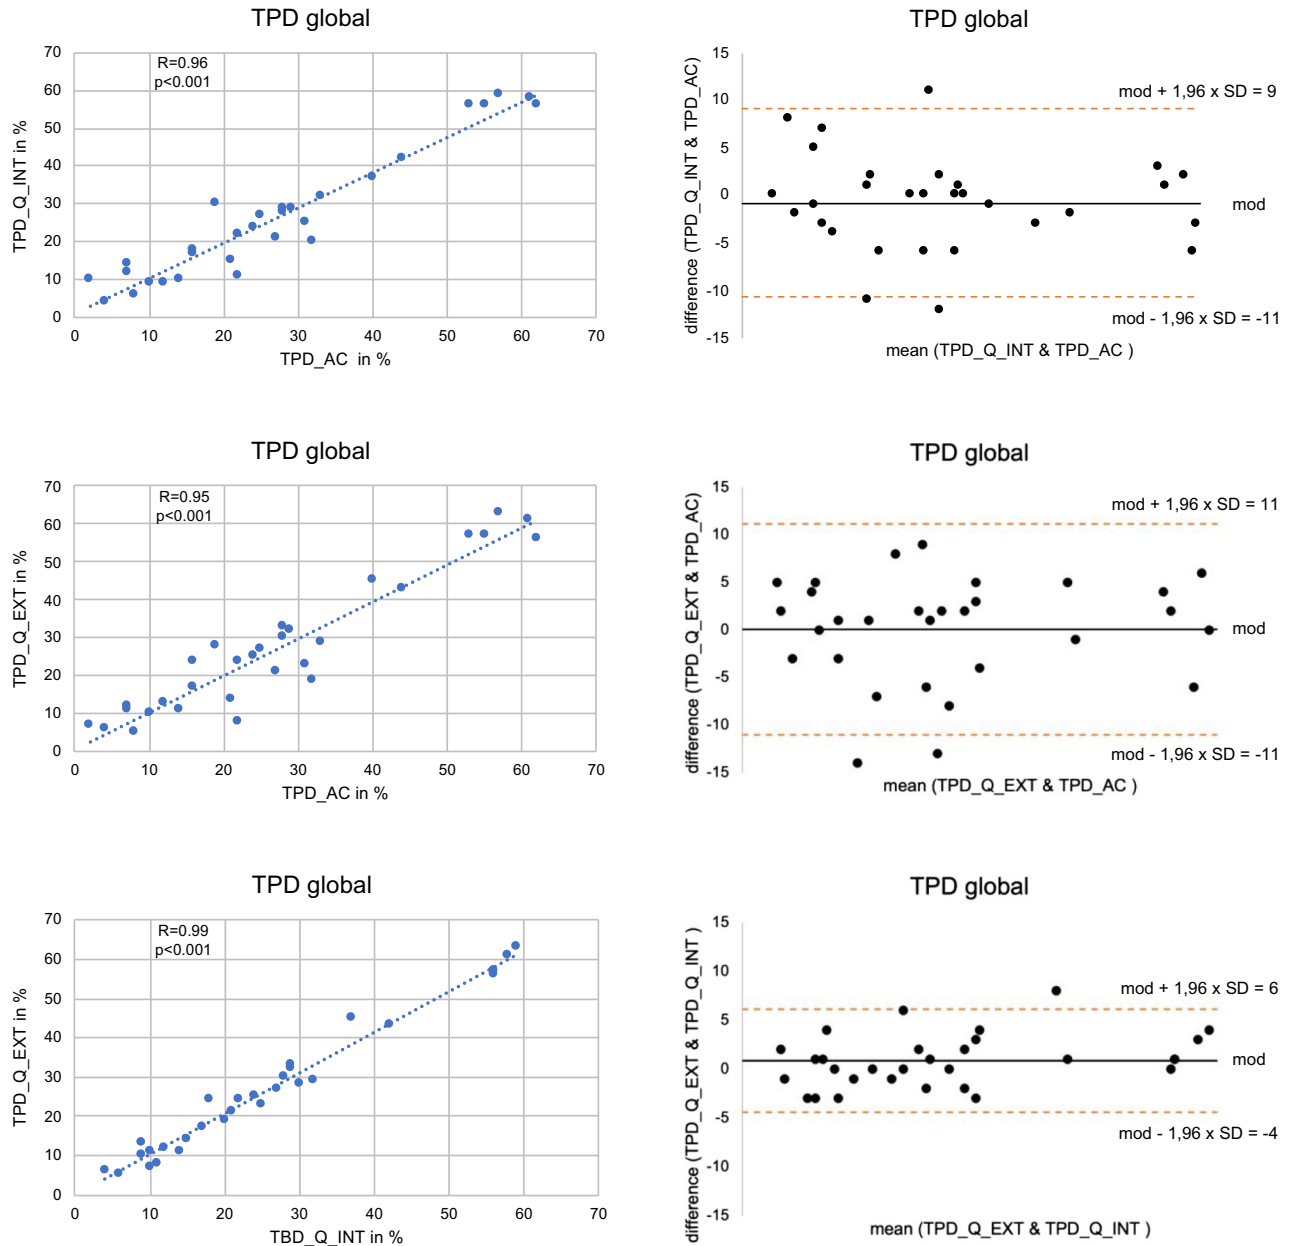 TPD global
70
60
50
40
30
20
10
0
0 10 20 30 40 50 60 70
R=0.96
p<0.001
TPD_Q_INT in %
TPD_AC in %
TPD global
15
10
5
0
-5
-10
-15
difference (TPD_Q_INT & TPD_AC)
mod + 1,96 x SD = 9
mod
mod - 1,96 x SD = -11
mean (TPD_Q_INT & TPD_AC )
TPD global
70
60
50
40
30
20
10
0
0 10 20 30 40 50 60 70
R=0.95
p<0.001
TPD_Q_EXT in %
TPD_AC in %
TPD global
15
10
5
0
-5
-10
-15
difference (TPD_Q_EXT & TPD_AC)
mod + 1,96 x SD = 11
mod
mod - 1,96 x SD = -11
mean (TPD_Q_EXT & TPD_AC )
TPD global
70
60
50
40
30
20
10
0
0 10 20 30 40 50 60 70
R=0.99
p<0.001
TPD_Q_EXT in %
TBD_Q_INT in %
TPD global
15
10
5
0
-5
-10
-15
difference (TPD_Q_EXT & TPD_Q_INT )
mod + 1,96 x SD = 6
mod
mod - 1,96 x SD = -4
mean (TPD_Q_EXT & TPD_Q_INT )